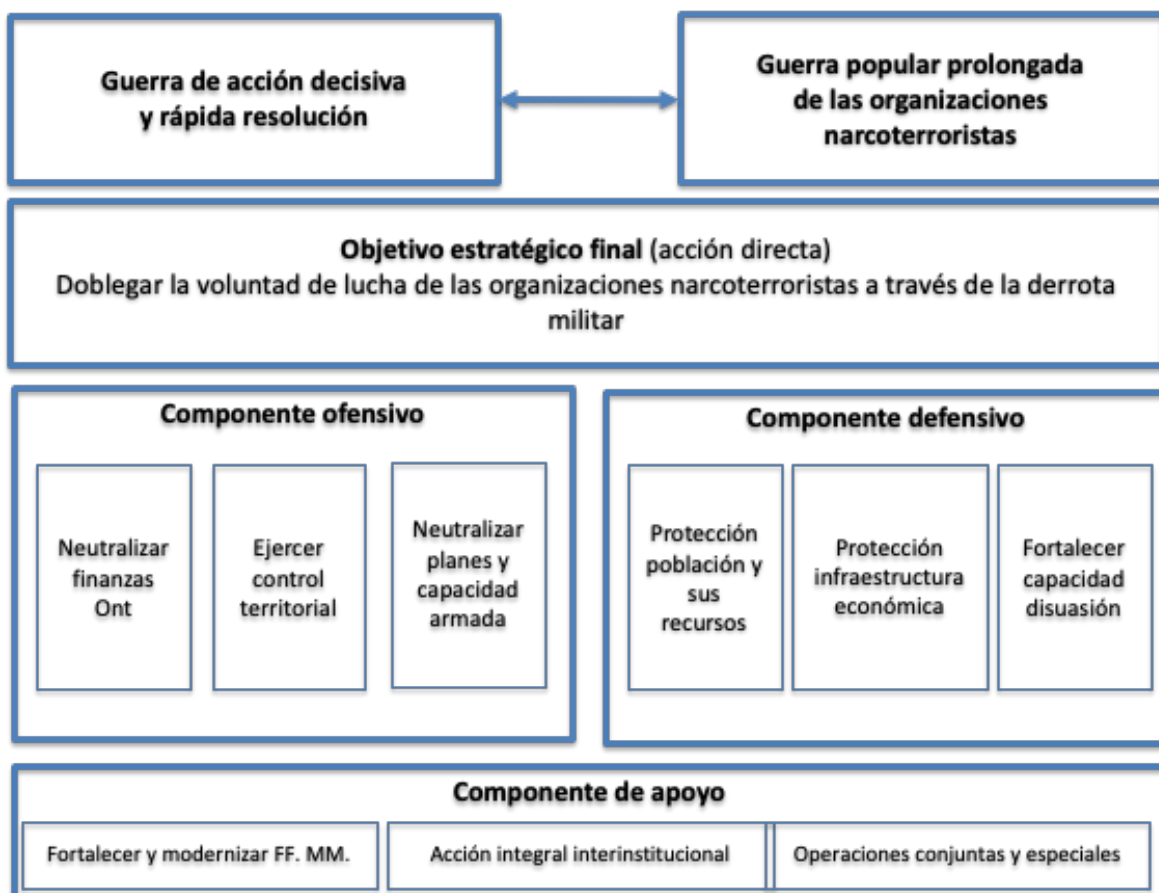 Guerra de acción decisiva
y rápida resolución
Guerra popular prolongada
de las organizaciones
narcoterroristas
Objetivo estratégico final (acción directa)
Doblegar la voluntad de lucha de las organizaciones narcoterroristas a través de la derrota
militar
Componente ofensivo
Neutralizar
finanzas
Ont
Ejercer
control
territorial
Neutralizar
planes y
capacidad
armada
Componente defensivo
Protección
población y
sus
recursos
Protección
infraestructura
económica
Fortalecer
capacidad
disuasión
Componente de apoyo
Fortalecer y modernizar FF. MM.
Acción integral interinstitucional
Operaciones conjuntas y especiales